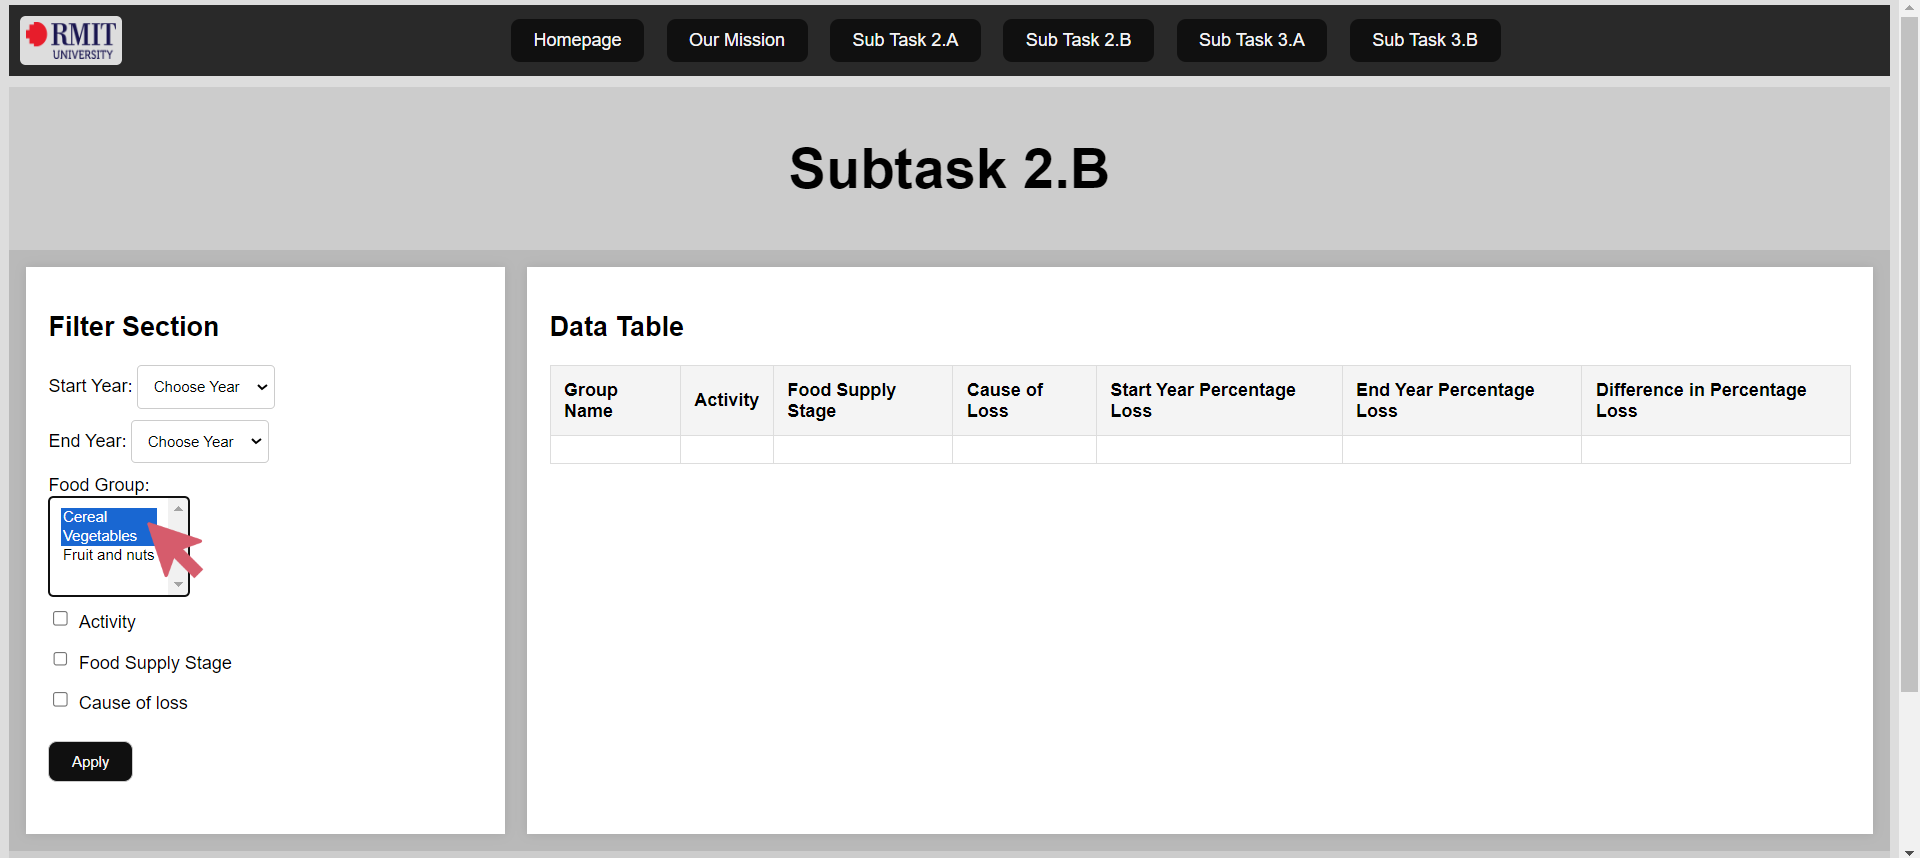 RMIT
UNIVERSITY
Homepage
Our Mission
Sub Task 2.A
Sub Task 2.B
Sub Task 3.A
Sub Task 3.B
Subtask 2.B
Filter Section
Start Year: Choose Year
End Year: Choose Year
Food Group:
Cereal
Vegetables
Fruit and nuts
Activity
Food Supply Stage
Cause of loss
Apply
Data Table
Group
Name
Activity
Food Supply
Stage
Cause of
Loss
Start Year Percentage
Loss
End Year Percentage
Loss
Difference in Percentage
Loss